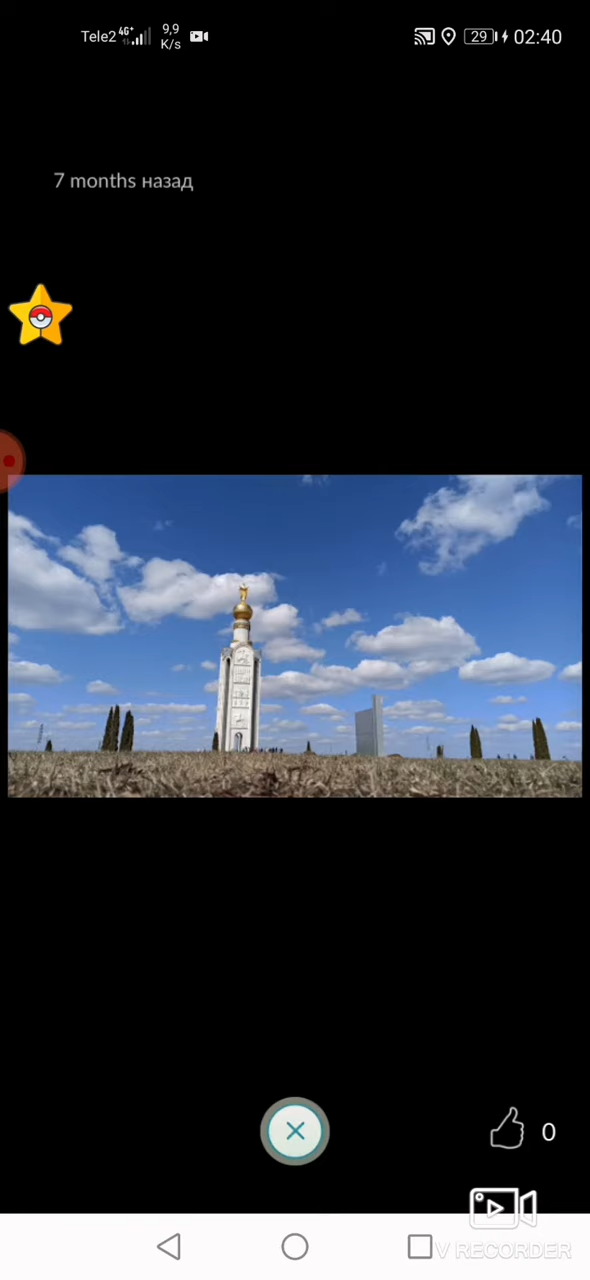 Tele2 4G+ 9,9 K/s 29 02:40
7 months назад
0
V RECORDER